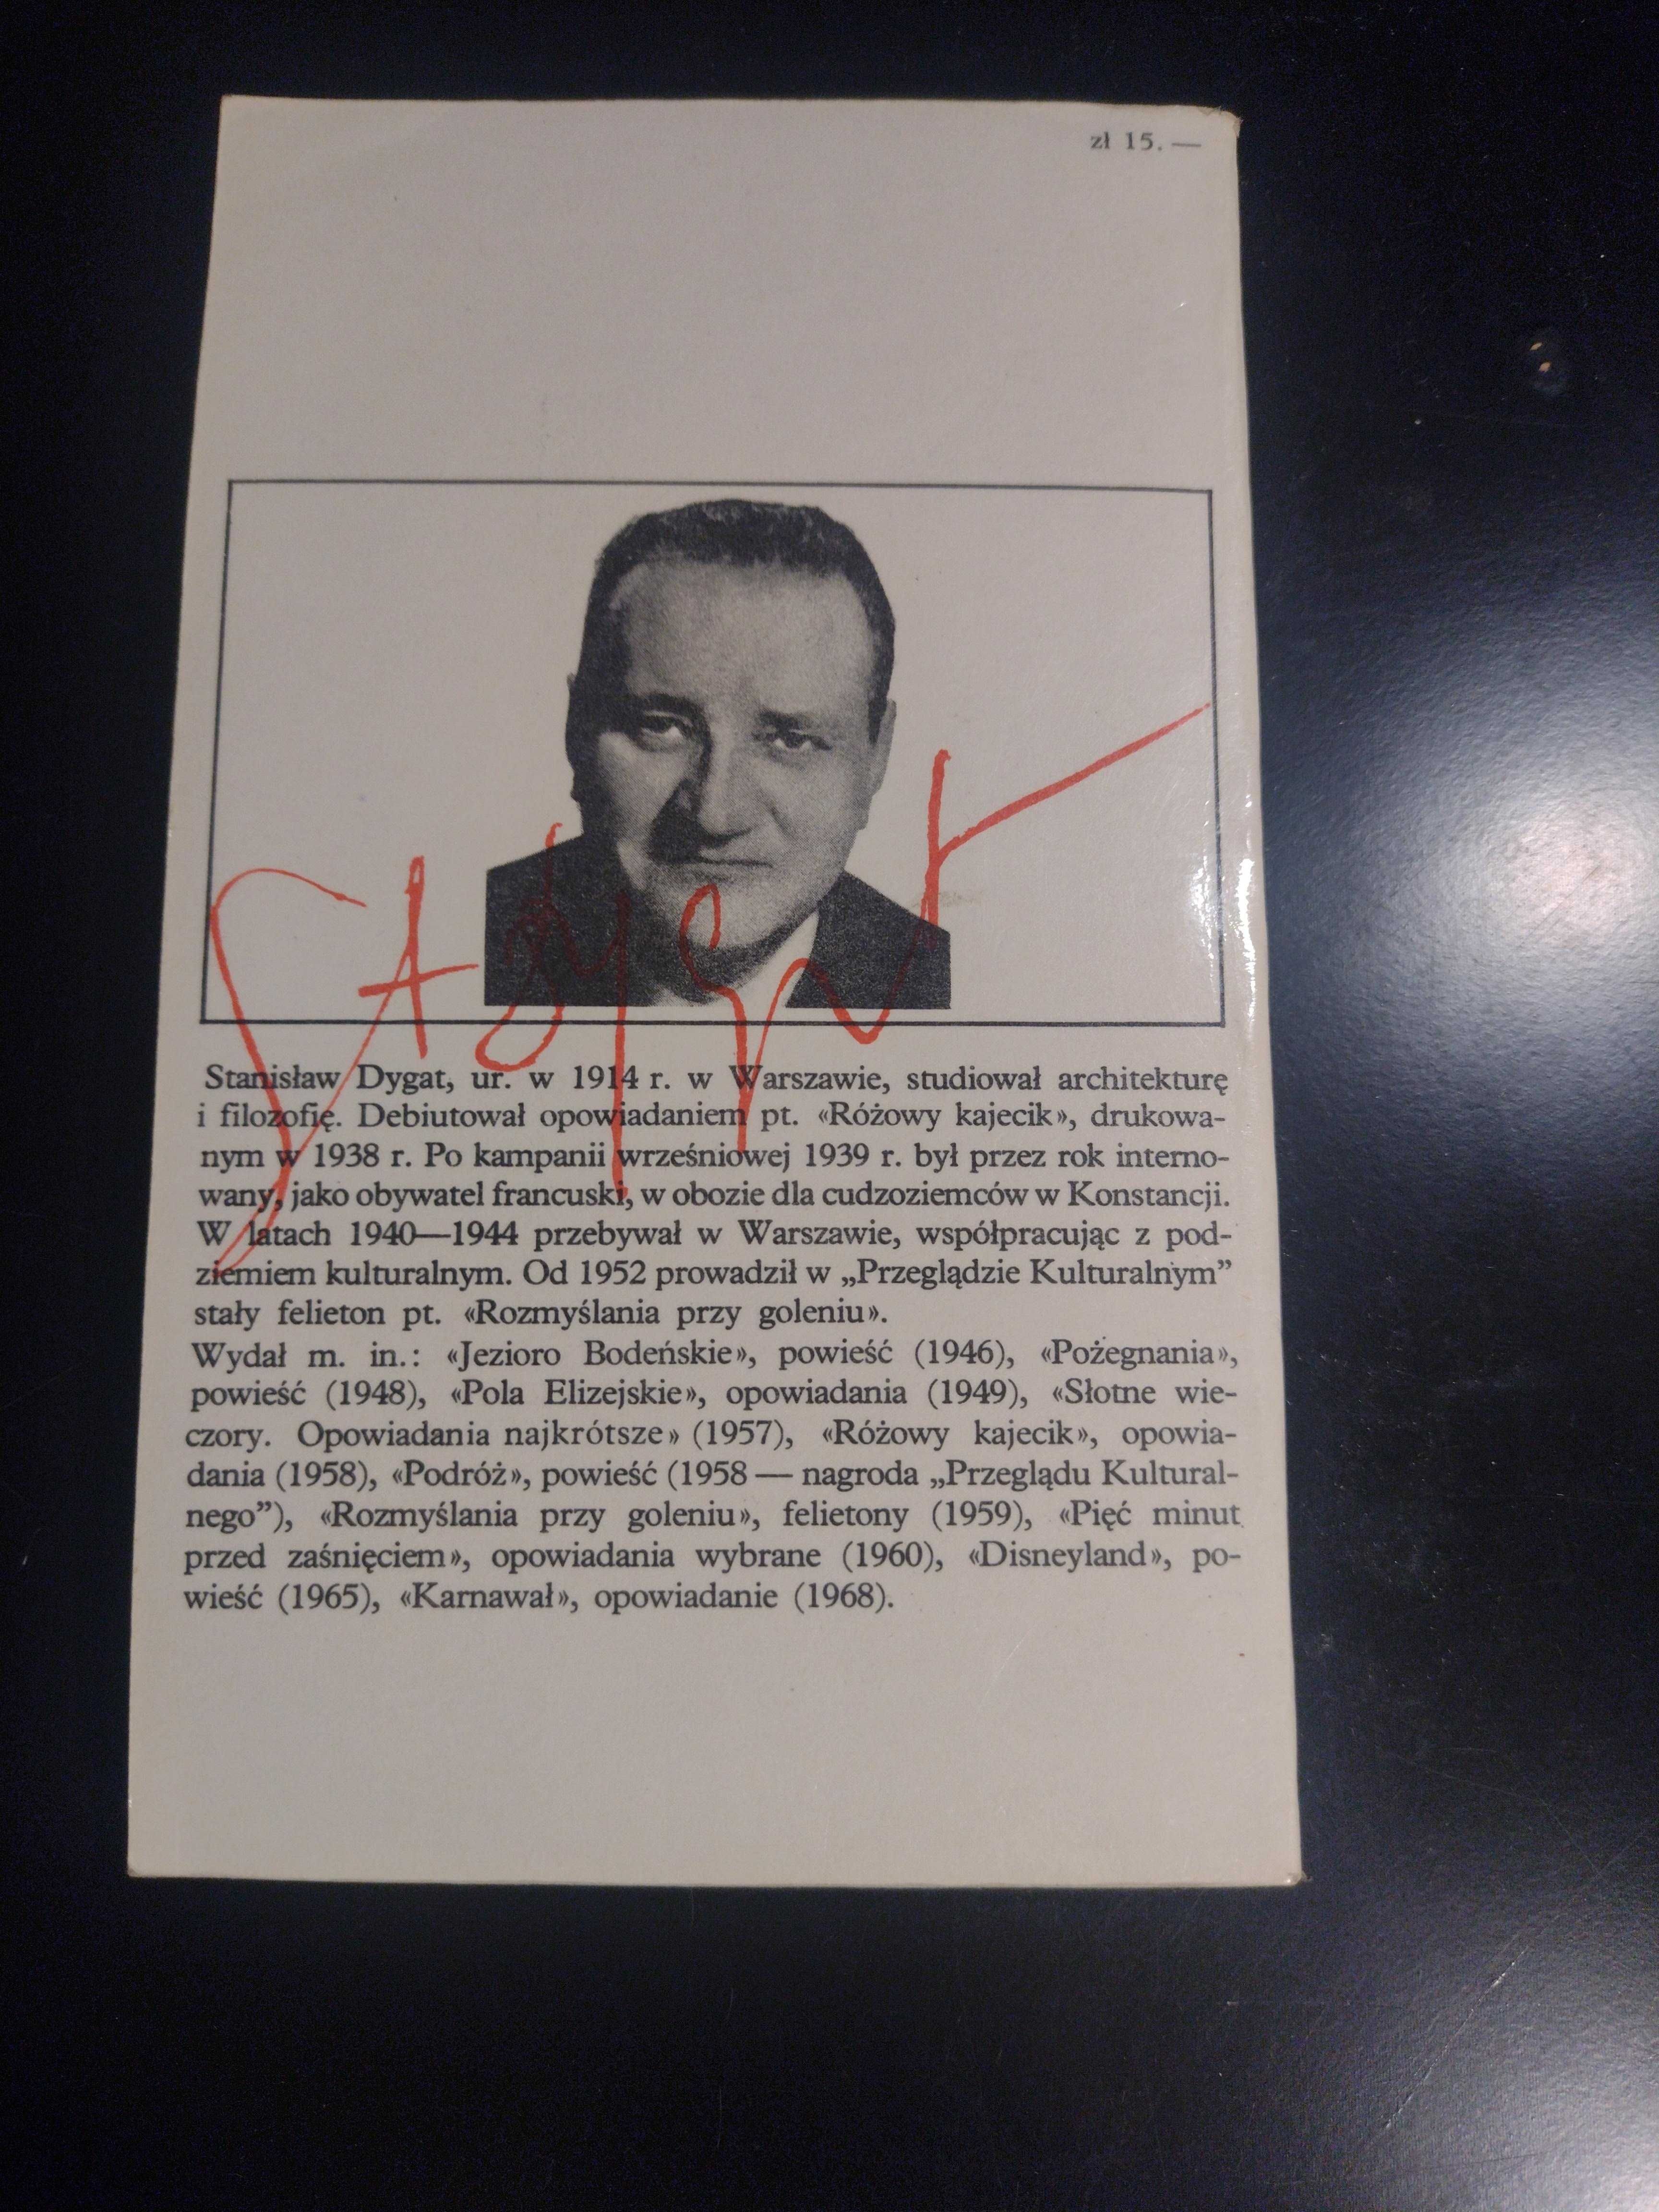 zł 15.—
St Dygat
Stanisław Dygat, ur. w 1914 r. w Warszawie, studiował architekturę
i filozofię. Debiutował opowiadaniem pt. «Różowy kajecik», drukowa-
nym w 1938 r. Po kampanii wrześniowej 1939 r. był przez rok interno-
wany, jako obywatel francuski, w obozie dla cudzoziemców w Konstancji.
W latach 1940—1944 przebywał w Warszawie, współpracując z pod-
ziemiem kulturalnym. Od 1952 prowadził w „Przeglądzie Kulturalnym”
stały felieton pt. «Rozmyślania przy goleniu».
Wydał m. in.: «Jezioro Bodeńskie», powieść (1946), «Pożegnania»,
powieść (1948), «Pola Elizejskie», opowiadania (1949), «Słotne wie-
czory. Opowiadania najkrótsze» (1957), «Różowy kajecik», opowia-
dania (1958), «Podróż», powieść (1958 — nagroda „Przeglądu Kultural-
nego”), «Rozmyślania przy goleniu», felietony (1959), «Pięć minut
przed zaśnięciem», opowiadania wybrane (1960), «Disneyland», po-
wieść (1965), «Karnawał», opowiadanie (1968).